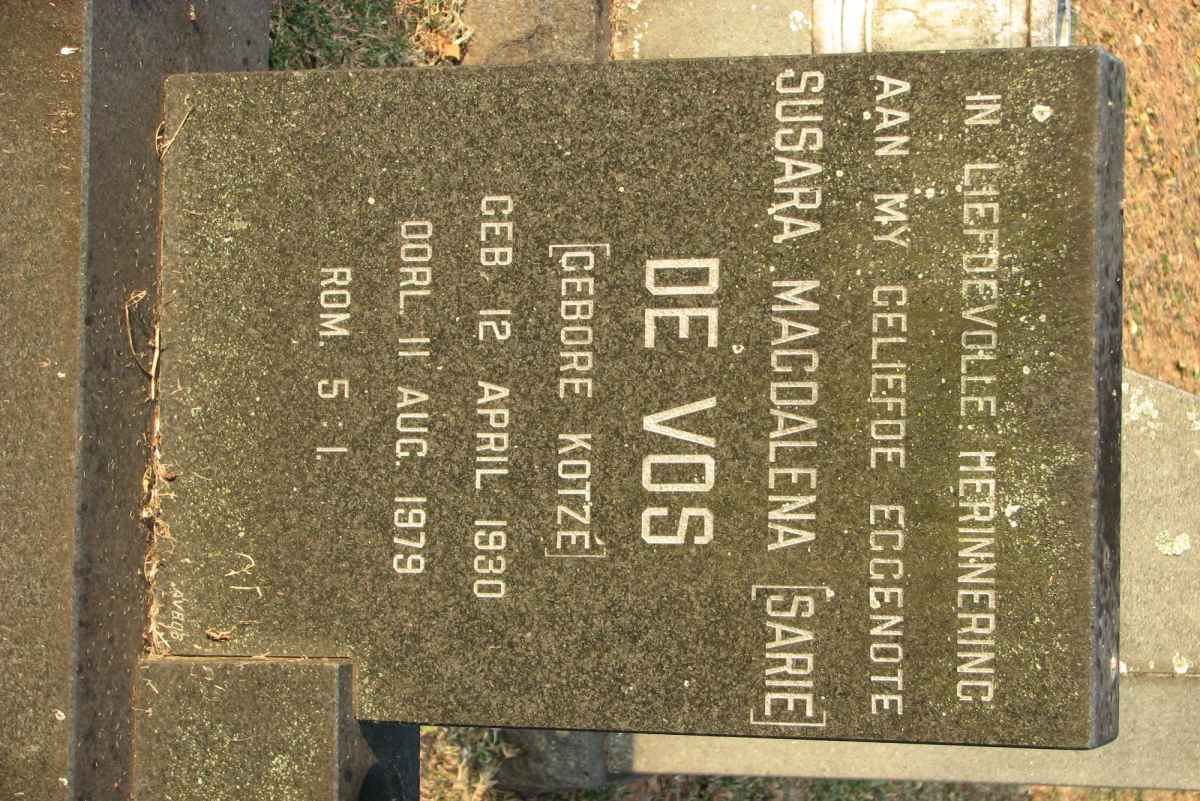 IN LIEFDEVOLLE HERINNERING
AAN MY GELIEFDE EGGENOTE
SUSARA MAGDALENA [SARIE]
DE VOS
[GEBORE KOTZÉ]
GEB. 12 APRIL 1930
OORL. 11 AUG. 1979
ROM. 5:1.